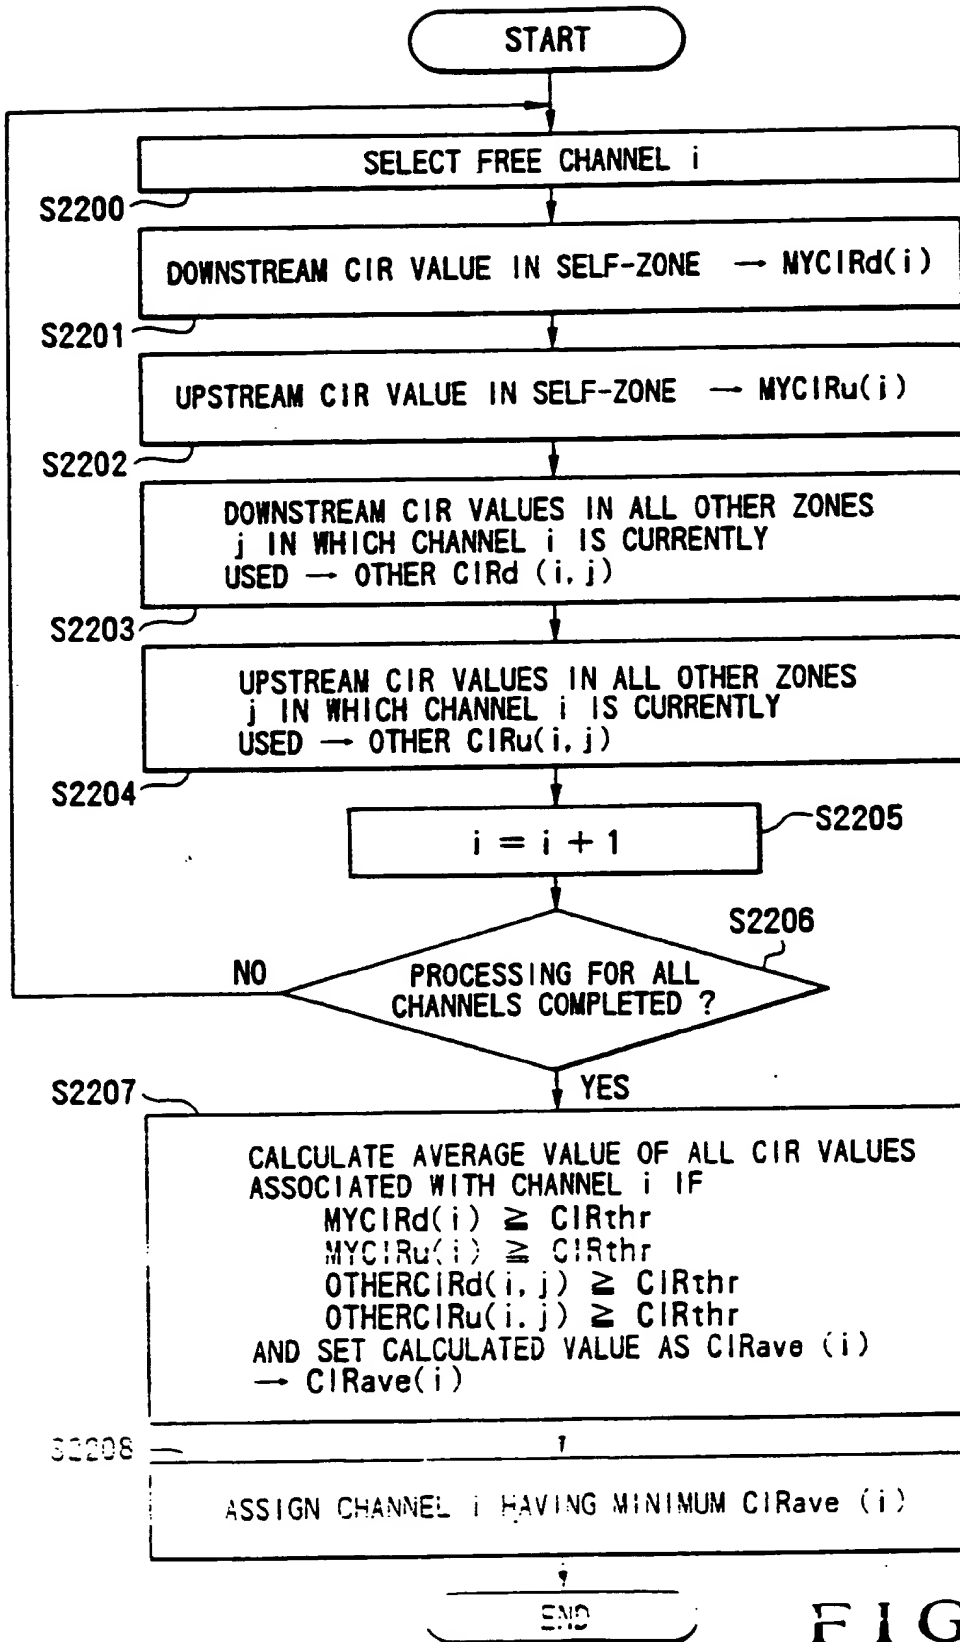 START
SELECT FREE CHANNEL i
S2200
DOWNSTREAM CIR VALUE IN SELF-ZONE → MYCIRd(i)
S2201
UPSTREAM CIR VALUE IN SELF-ZONE → MYCIRu(i)
S2202
DOWNSTREAM CIR VALUES IN ALL OTHER ZONES
j IN WHICH CHANNEL i IS CURRENTLY
USED → OTHER CIRd (i,j)
S2203
UPSTREAM CIR VALUES IN ALL OTHER ZONES
j IN WHICH CHANNEL i IS CURRENTLY
USED → OTHER CIRu(i,j)
S2204
i = i + 1
S2205
S2206
NO
PROCESSING FOR ALL
CHANNELS COMPLETED ?
YES
S2207
CALCULATE AVERAGE VALUE OF ALL CIR VALUES
ASSOCIATED WITH CHANNEL i IF
MYCIRd(i) ≧ CIRthr
MYCIRu(i) ≧ CIRthr
OTHERCIRd(i,j) ≧ CIRthr
OTHERCIRu(i,j) ≧ CIRthr
AND SET CALCULATED VALUE AS CIRave (i)
→ CIRave(i)
S2208
ASSIGN CHANNEL i HAVING MINIMUM CIRave (i)
END
FIG